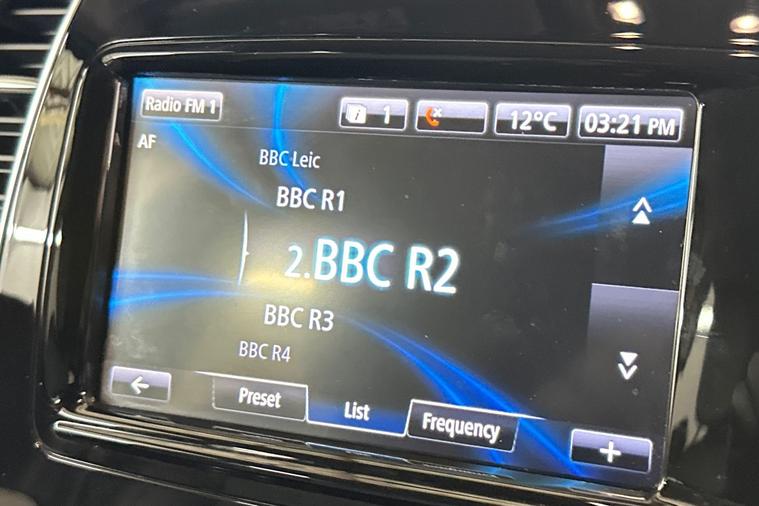 Radio FM 1
1
12°C
03:21 PM
AF
BBC Leic
BBC R1
2.BBC R2
BBC R3
BBC R4
Preset
List
Frequency
+